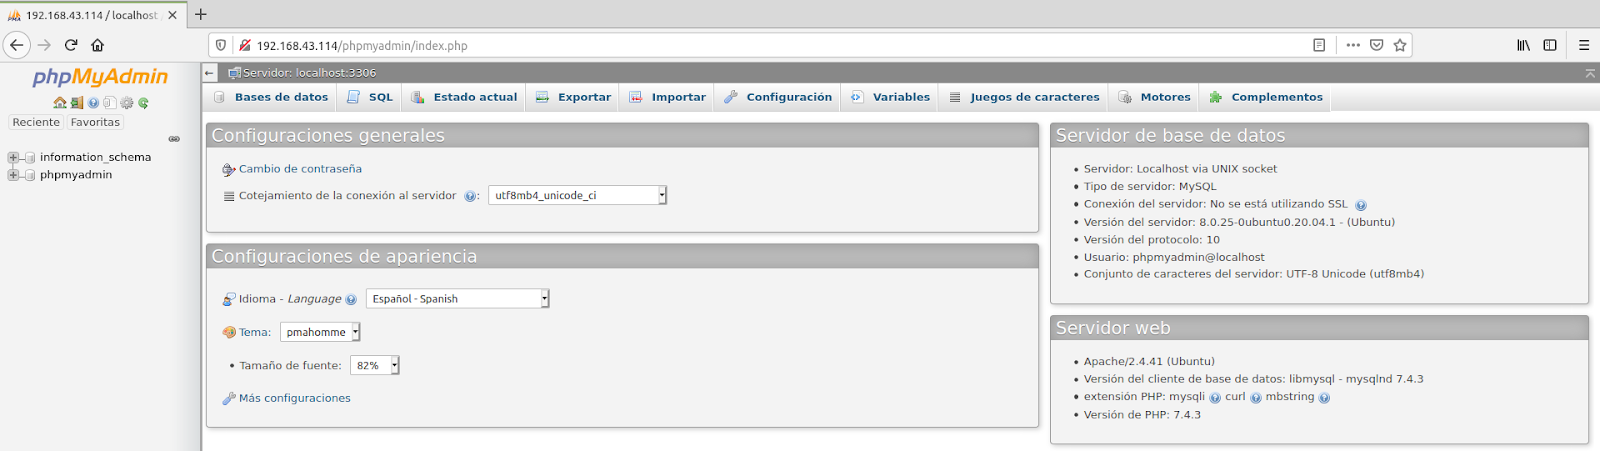 192.168.43.114 / localhost
192.168.43.114/phpmyadmin/index.php
phpMyAdmin
Reciente Favoritas
information_schema
phpmyadmin
Servidor: localhost:3306
Bases de datos SQL Estado actual Exportar Importar Configuración Variables Juegos de caracteres Motores Complementos
Configuraciones generales
Cambio de contraseña
Cotejamiento de la conexión al servidor : utf8mb4_unicode_ci
Configuraciones de apariencia
Idioma - Language Español - Spanish
Tema: pmahomme
• Tamaño de fuente: 82%
Más configuraciones
Servidor de base de datos
• Servidor: Localhost via UNIX socket
• Tipo de servidor: MySQL
• Conexión del servidor: No se está utilizando SSL
• Versión del servidor: 8.0.25-0ubuntu0.20.04.1 - (Ubuntu)
• Versión del protocolo: 10
• Usuario: phpmyadmin@localhost
• Conjunto de caracteres del servidor: UTF-8 Unicode (utf8mb4)
Servidor web
• Apache/2.4.41 (Ubuntu)
• Versión del cliente de base de datos: libmysql - mysqlnd 7.4.3
• extensión PHP: mysqli curl mbstring
• Versión de PHP: 7.4.3